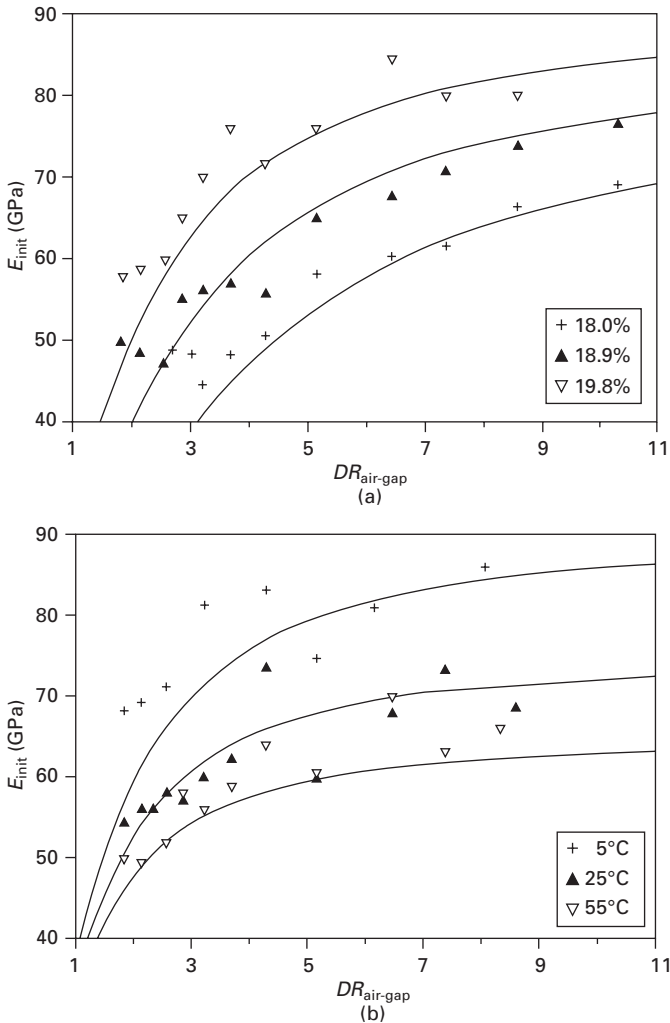 90
80
70
60
50
40
E_init (GPa)
+ 18.0%
▲ 18.9%
▽ 19.8%
1 3 5 7 9 11
DR_air-gap
(a)
90
80
70
60
50
40
E_init (GPa)
+ 5°C
▲ 25°C
▽ 55°C
1 3 5 7 9 11
DR_air-gap
(b)